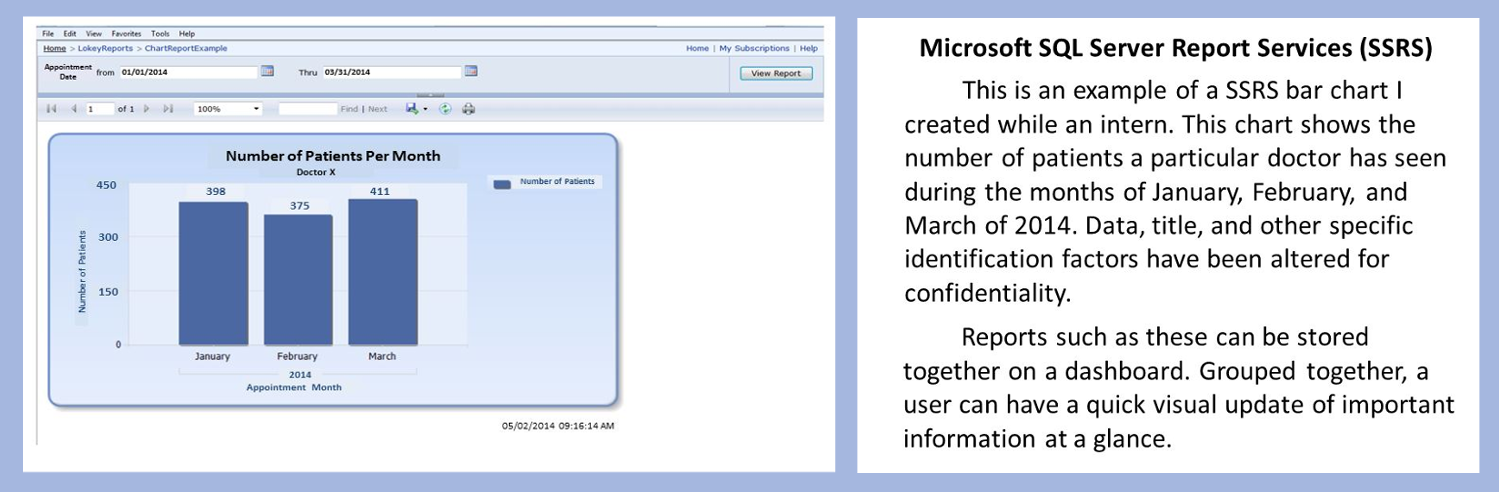 File Edit View Favorites Tools Help
Home > LokeyReports > ChartReportExample
Home | My Subscriptions | Help
Appointment Date from 01/01/2014 Thru 03/31/2014 View Report
1 of 1 100% Find | Next
Number of Patients Per Month
Doctor X
Number of Patients
450
398
375
411
300
Number of Patients
150
0
January February March
2014
Appointment Month
05/02/2014 09:16:14 AM
Microsoft SQL Server Report Services (SSRS)
This is an example of a SSRS bar chart I
created while an intern. This chart shows the
number of patients a particular doctor has seen
during the months of January, February, and
March of 2014. Data, title, and other specific
identification factors have been altered for
confidentiality.
Reports such as these can be stored
together on a dashboard. Grouped together, a
user can have a quick visual update of important
information at a glance.